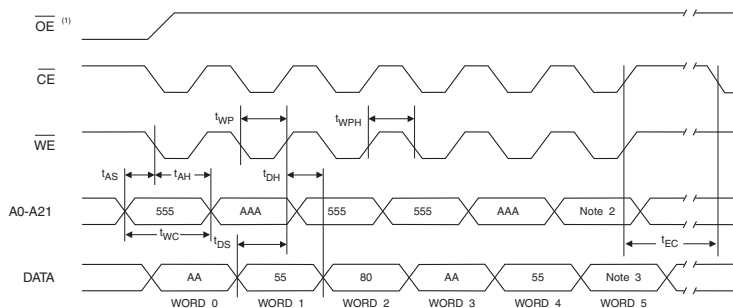 OE (1)
CE
tWP
tWPH
WE
tAS
tAH
tDH
A0-A21
555
AAA
555
555
AAA
Note 2
tWC
tDS
tEC
DATA
AA
55
80
AA
55
Note 3
WORD 0
WORD 1
WORD 2
WORD 3
WORD 4
WORD 5